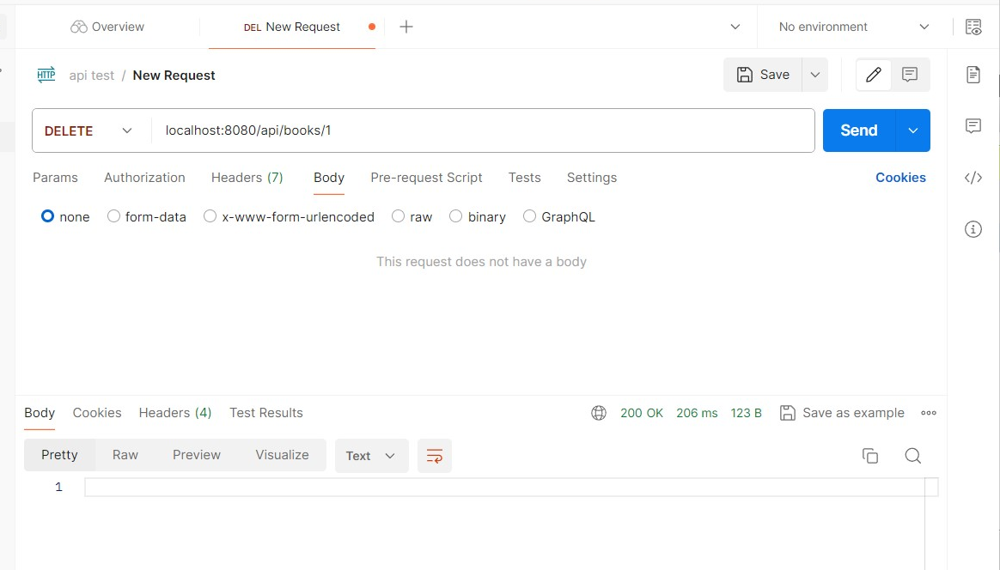 Overview
DEL New Request
No environment
HTTP
api test / New Request
Save
DELETE
localhost:8080/api/books/1
Send
Params Authorization Headers (7) Body Pre-request Script Tests Settings
Cookies
none form-data x-www-form-urlencoded raw binary GraphQL
This request does not have a body
Body Cookies Headers (4) Test Results
200 OK 206 ms 123 B Save as example
Pretty Raw Preview Visualize Text
1